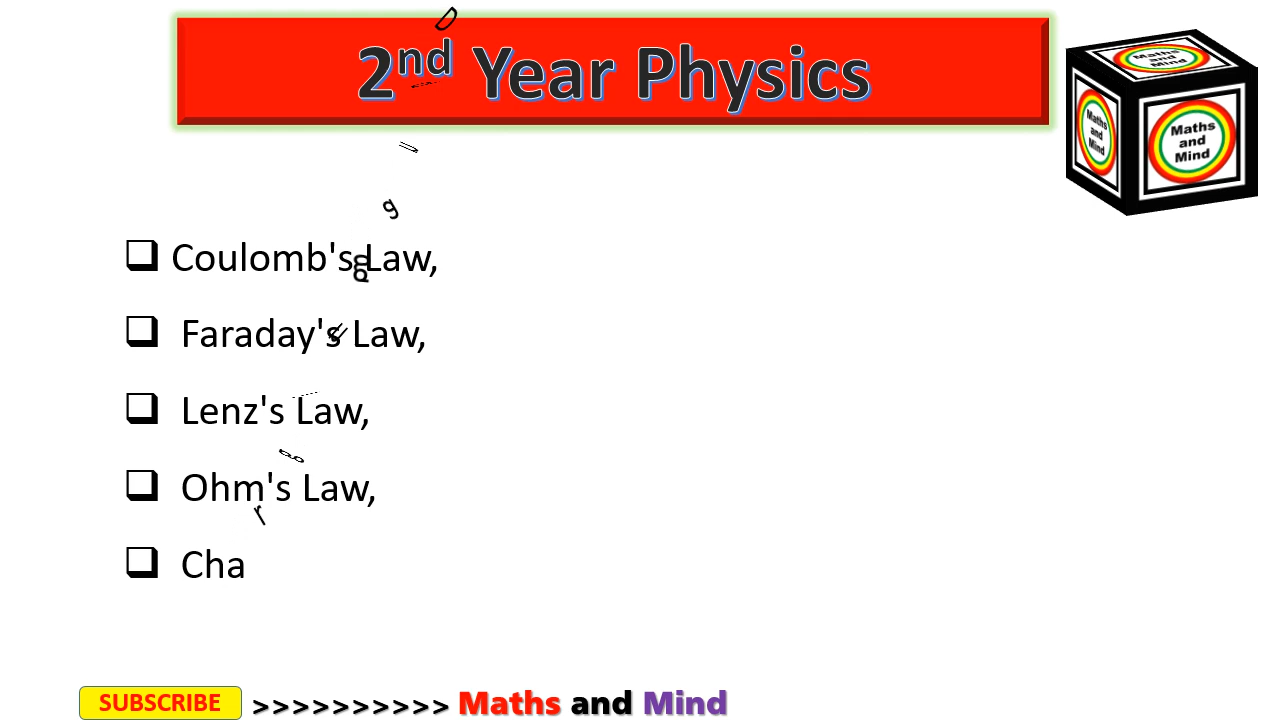 2nd Year Physics
Maths and Mind
Maths and Mind
Maths and Mind
Coulomb's Law,
Faraday's Law,
Lenz's Law,
Ohm's Law,
Cha
SUBSCRIBE >>>>>>>>>> Maths and Mind